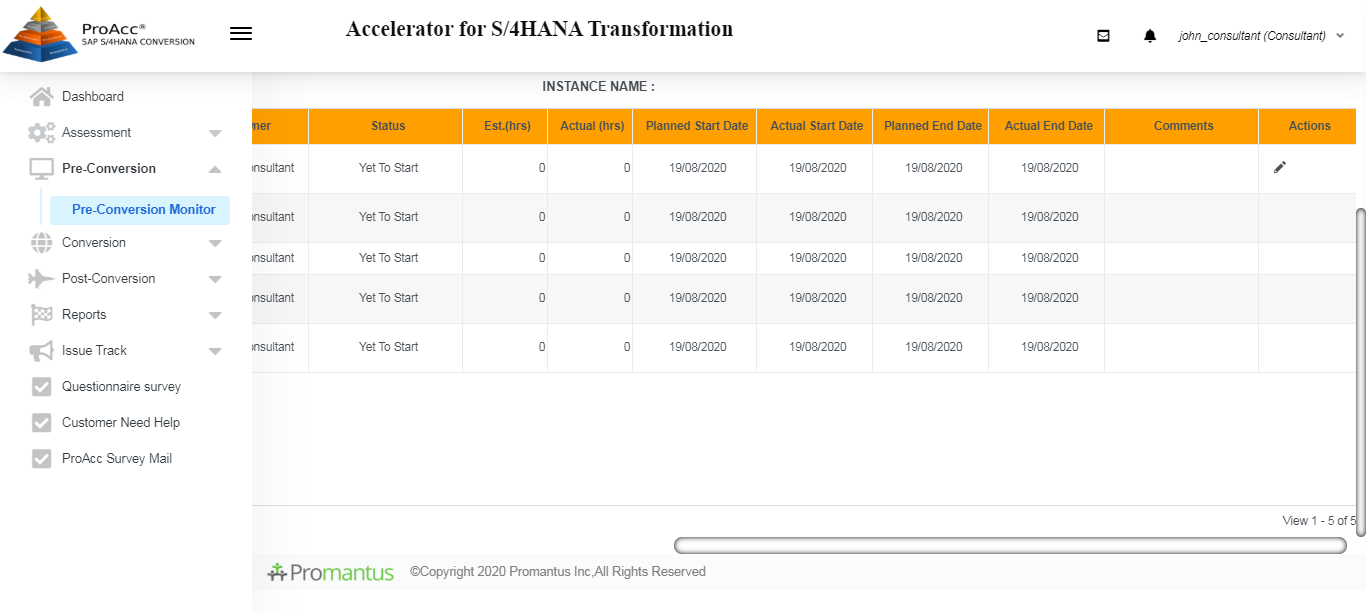 ProAcc®
SAP S/4HANA CONVERSION
Accelerator for S/4HANA Transformation
john_consultant (Consultant)
Dashboard
Assessment
Pre-Conversion
Pre-Conversion Monitor
Conversion
Post-Conversion
Reports
Issue Track
Questionnaire survey
Customer Need Help
ProAcc Survey Mail
INSTANCE NAME :
Status Est.(hrs) Actual (hrs) Planned Start Date Actual Start Date Planned End Date Actual End Date Comments Actions
Yet To Start 0 0 19/08/2020 19/08/2020 19/08/2020 19/08/2020
Yet To Start 0 0 19/08/2020 19/08/2020 19/08/2020 19/08/2020
Yet To Start 0 0 19/08/2020 19/08/2020 19/08/2020 19/08/2020
Yet To Start 0 0 19/08/2020 19/08/2020 19/08/2020 19/08/2020
Yet To Start 0 0 19/08/2020 19/08/2020 19/08/2020 19/08/2020
View 1 - 5 of 5
Promantus ©Copyright 2020 Promantus Inc,All Rights Reserved